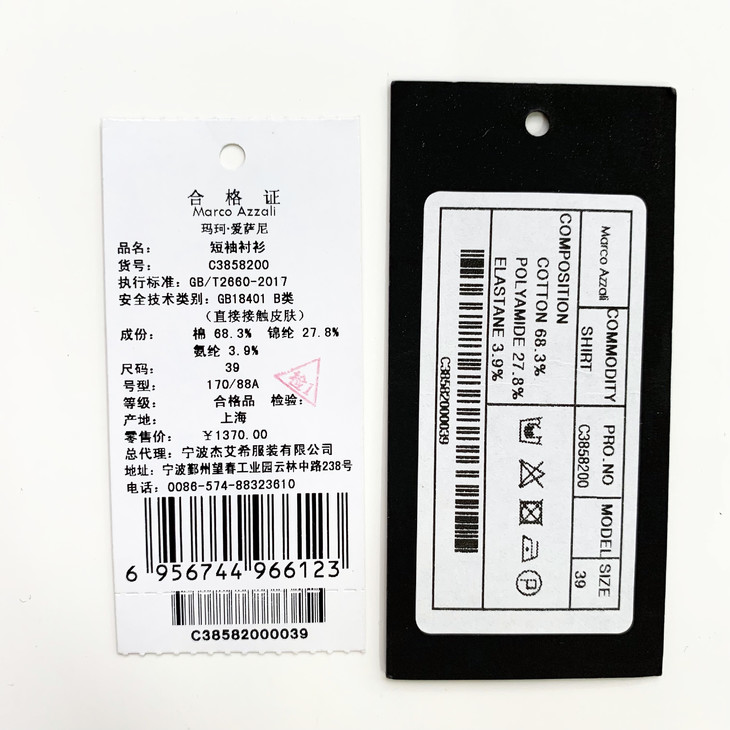 合格证
Marco Azzali
玛珂·爱萨尼
品名: 短袖衬衫
货号: C3858200
执行标准: GB/T2660-2017
安全技术类别: GB18401 B类
(直接接触皮肤)
成份: 棉 68.3% 锦纶 27.8%
氨纶 3.9%
尺码: 39
号型: 170/88A
等级: 合格品 检验:
检1
产地: 上海
零售价: ¥1370.00
总代理: 宁波杰艾希服装有限公司
地址: 宁波鄞州望春工业园云林中路238号
电话: 0086-574-88323610
6 956744 966123
C38582000039
Marco Azzali
COMMODITY
SHIRT
PRO.NO
C3858200
MODEL SIZE
39
COMPOSITION
COTTON 68.3%
POLYAMIDE 27.8%
ELASTANE 3.9%
P
C38582000039